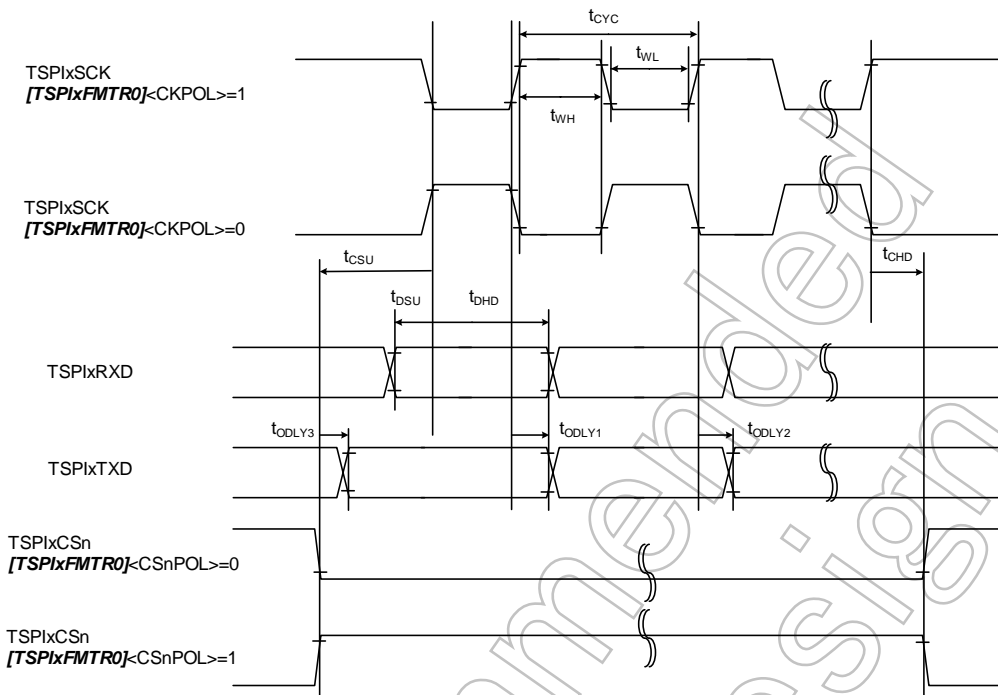 tCYC
TSPIxSCK
[TSPIxFMTR0]<CKPOL>=1
tWL
tWH
TSPIxSCK
[TSPIxFMTR0]<CKPOL>=0
tCSU
tCHD
tDSU
tDHD
TSPIxRXD
tODLY3
tODLY1
tODLY2
TSPIxTXD
TSPIxCSn
[TSPIxFMTR0]<CSnPOL>=0
TSPIxCSn
[TSPIxFMTR0]<CSnPOL>=1